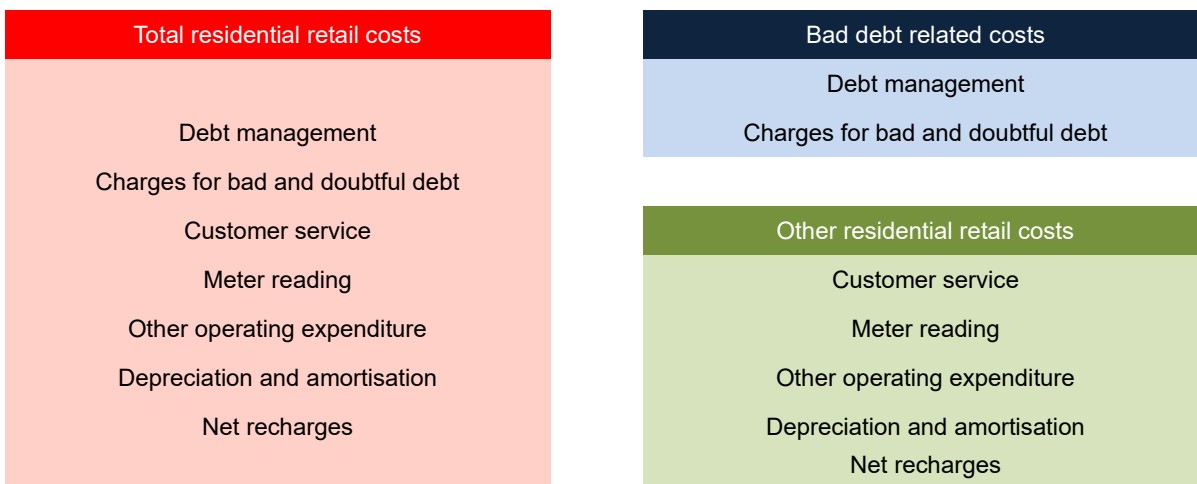 Total residential retail costs
Debt management
Charges for bad and doubtful debt
Customer service
Meter reading
Other operating expenditure
Depreciation and amortisation
Net recharges
Bad debt related costs
Debt management
Charges for bad and doubtful debt
Other residential retail costs
Customer service
Meter reading
Other operating expenditure
Depreciation and amortisation
Net recharges